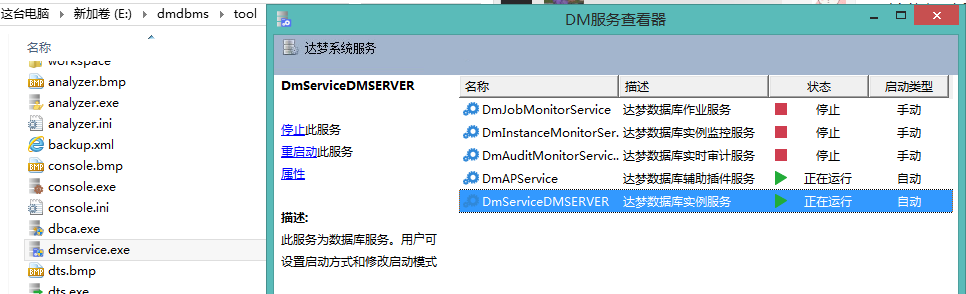 这台电脑 > 新加卷 (E:) > dmdbms > tool
名称
workspace
analyzer.bmp
analyzer.exe
analyzer.ini
backup.xml
console.bmp
console.exe
console.ini
dbca.exe
dmservice.exe
dts.bmp
dts.exe
DM服务查看器
达梦系统服务
DmServiceDMSERVER
停止此服务
重启动此服务
属性
描述:
此服务为数据库服务。用户可
设置启动方式和修改启动模式
名称 描述 状态 启动类型
DmJobMonitorService 达梦数据库作业服务 停止 手动
DmInstanceMonitorSer... 达梦数据库实例监控服务 停止 手动
DmAuditMonitorServic... 达梦数据库实时审计服务 停止 手动
DmAPService 达梦数据库辅助插件服务 正在运行 自动
DmServiceDMSERVER 达梦数据库实例服务 正在运行 自动